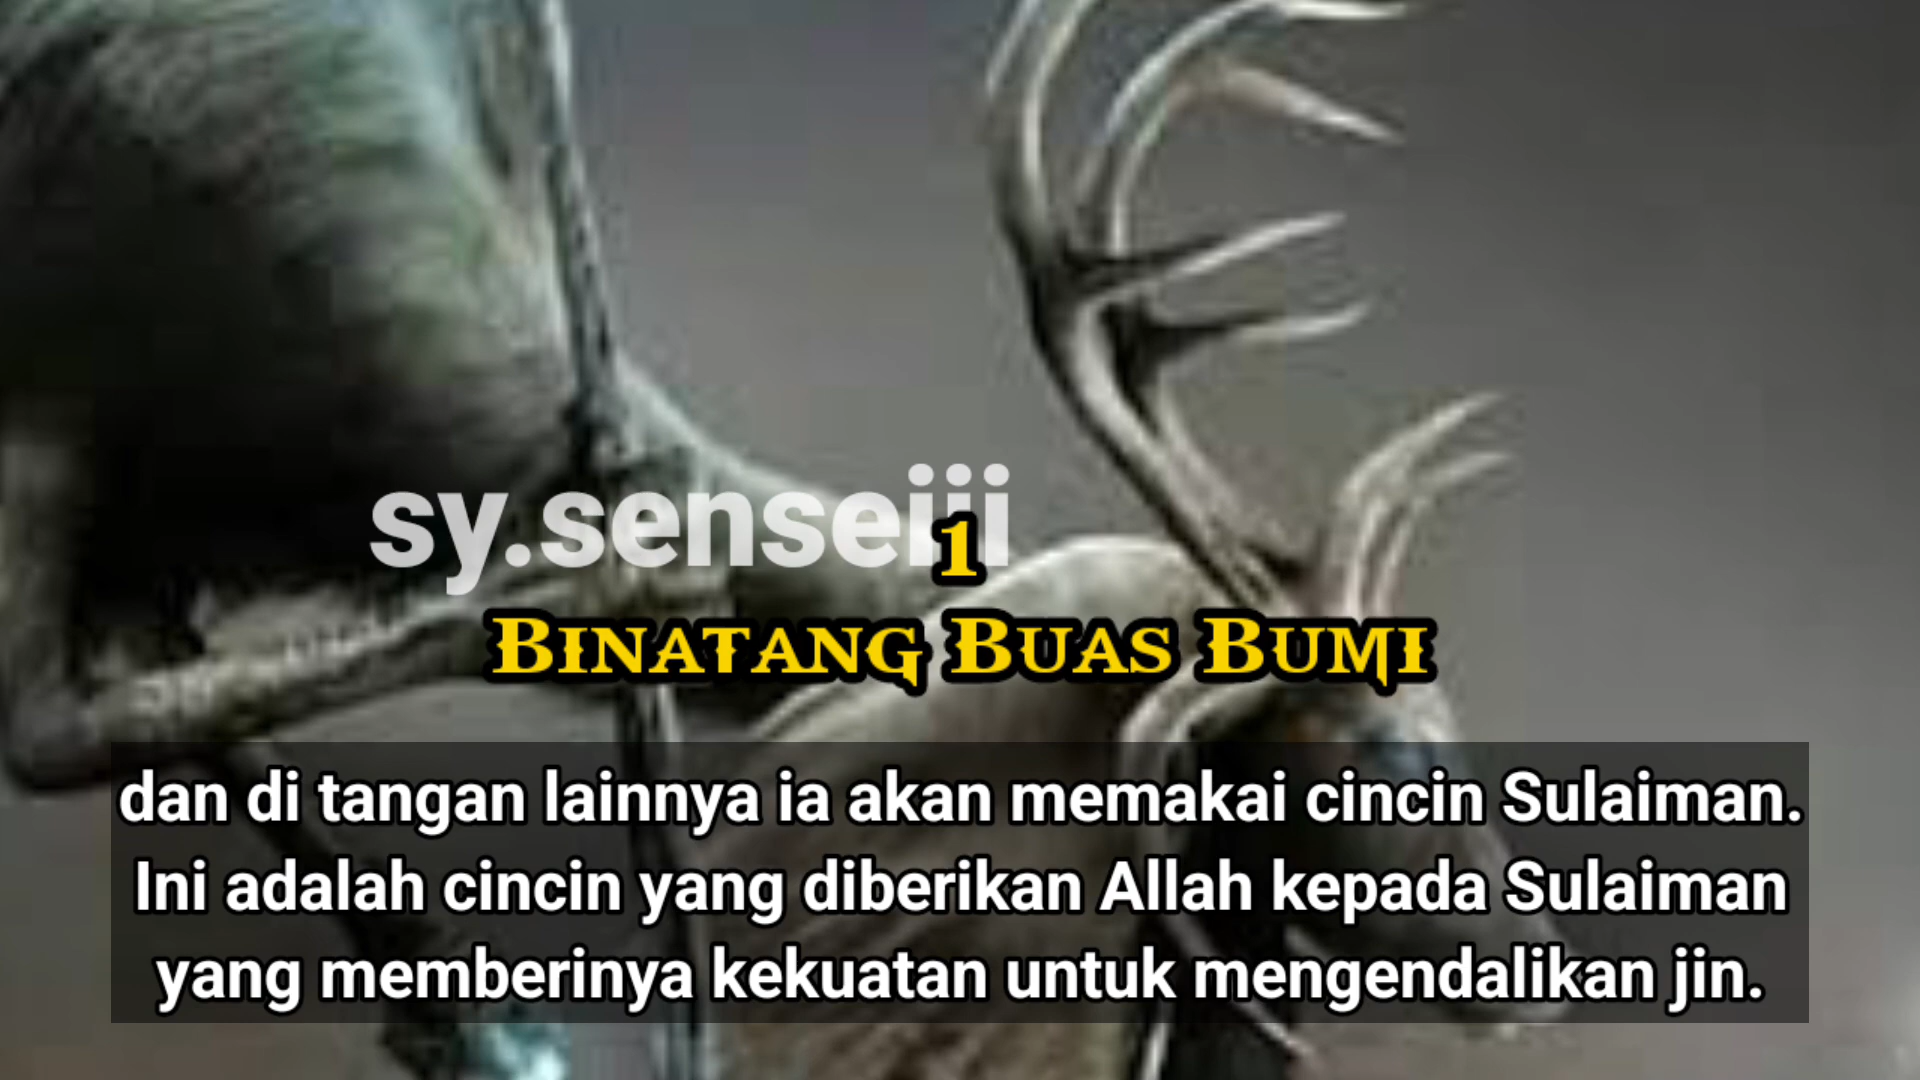 sy.senseiii
1
Binatang Buas Bumi
dan di tangan lainnya ia akan memakai cincin Sulaiman.
Ini adalah cincin yang diberikan Allah kepada Sulaiman
yang memberinya kekuatan untuk mengendalikan jin.